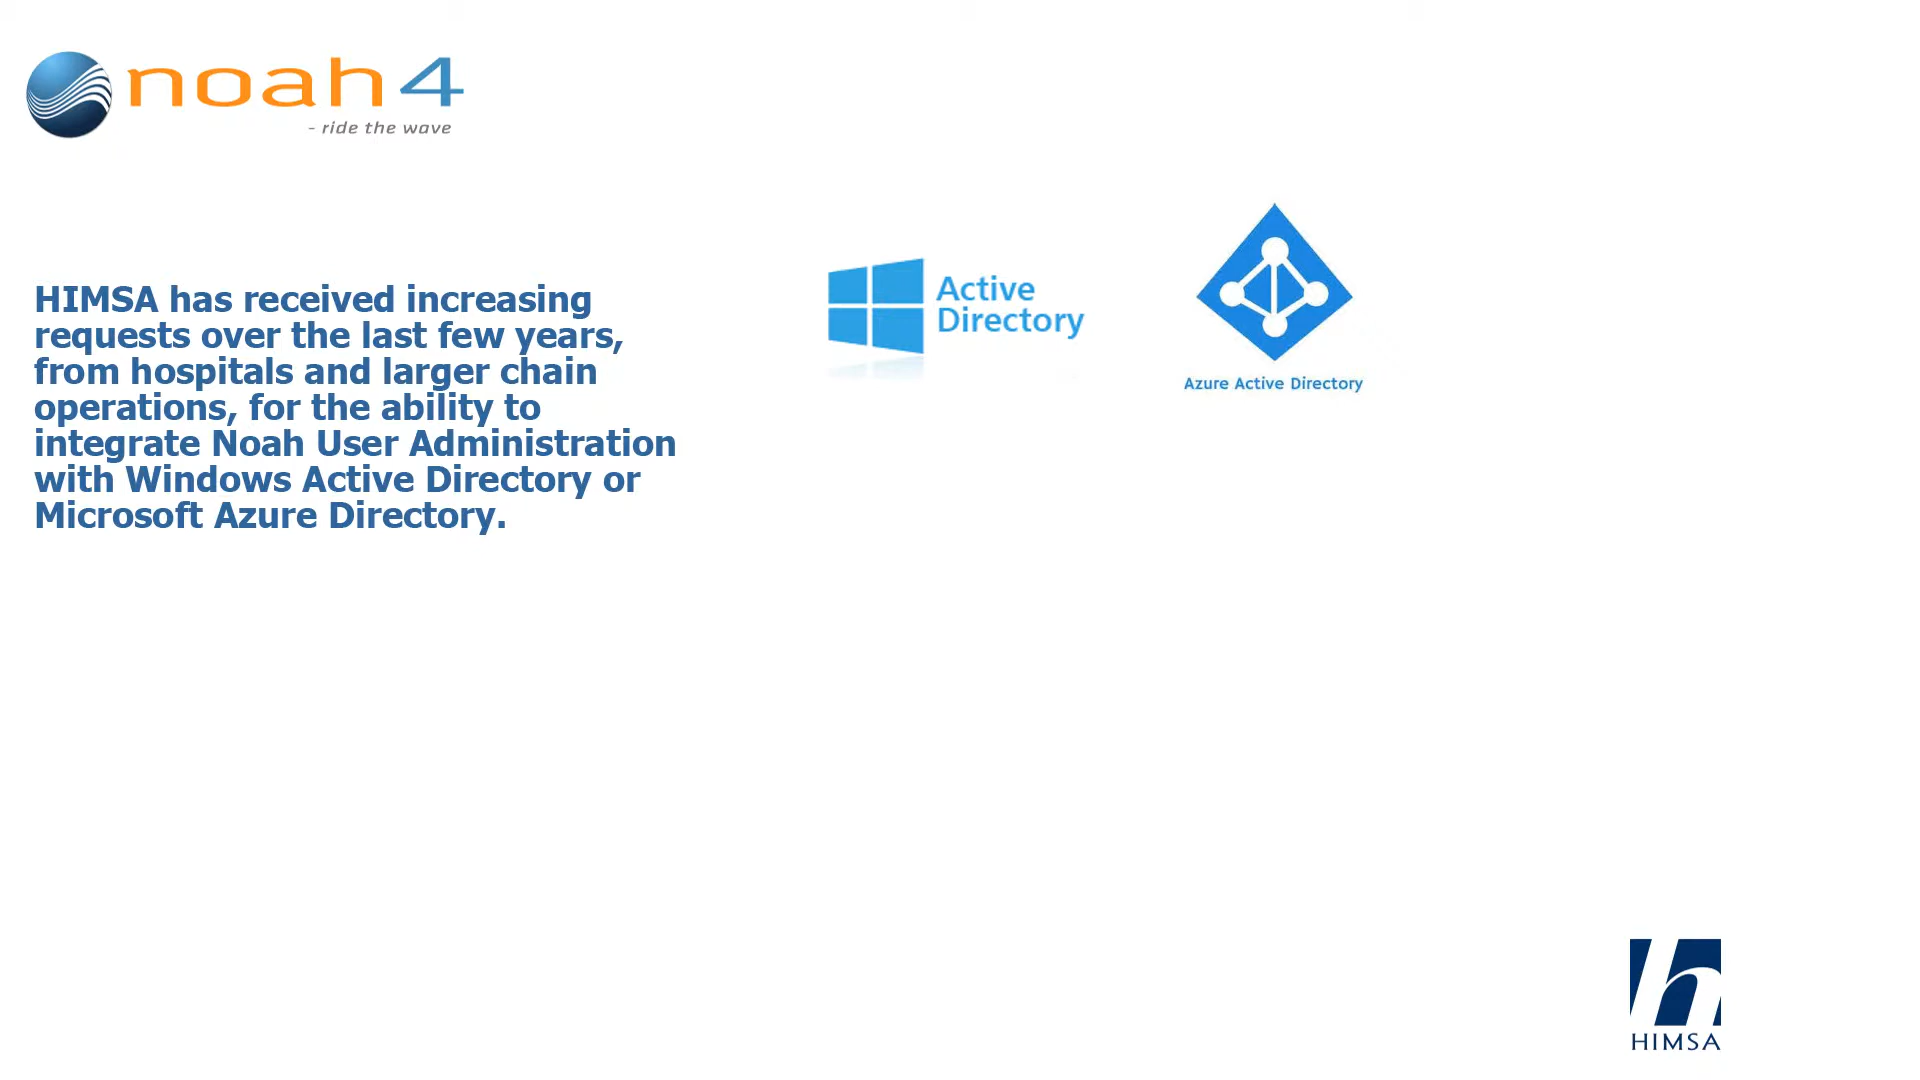 noah 4
- ride the wave
HIMSA has received increasing
requests over the last few years,
from hospitals and larger chain
operations, for the ability to
integrate Noah User Administration
with Windows Active Directory or
Microsoft Azure Directory.
Active
Directory
Azure Active Directory
HIMSA